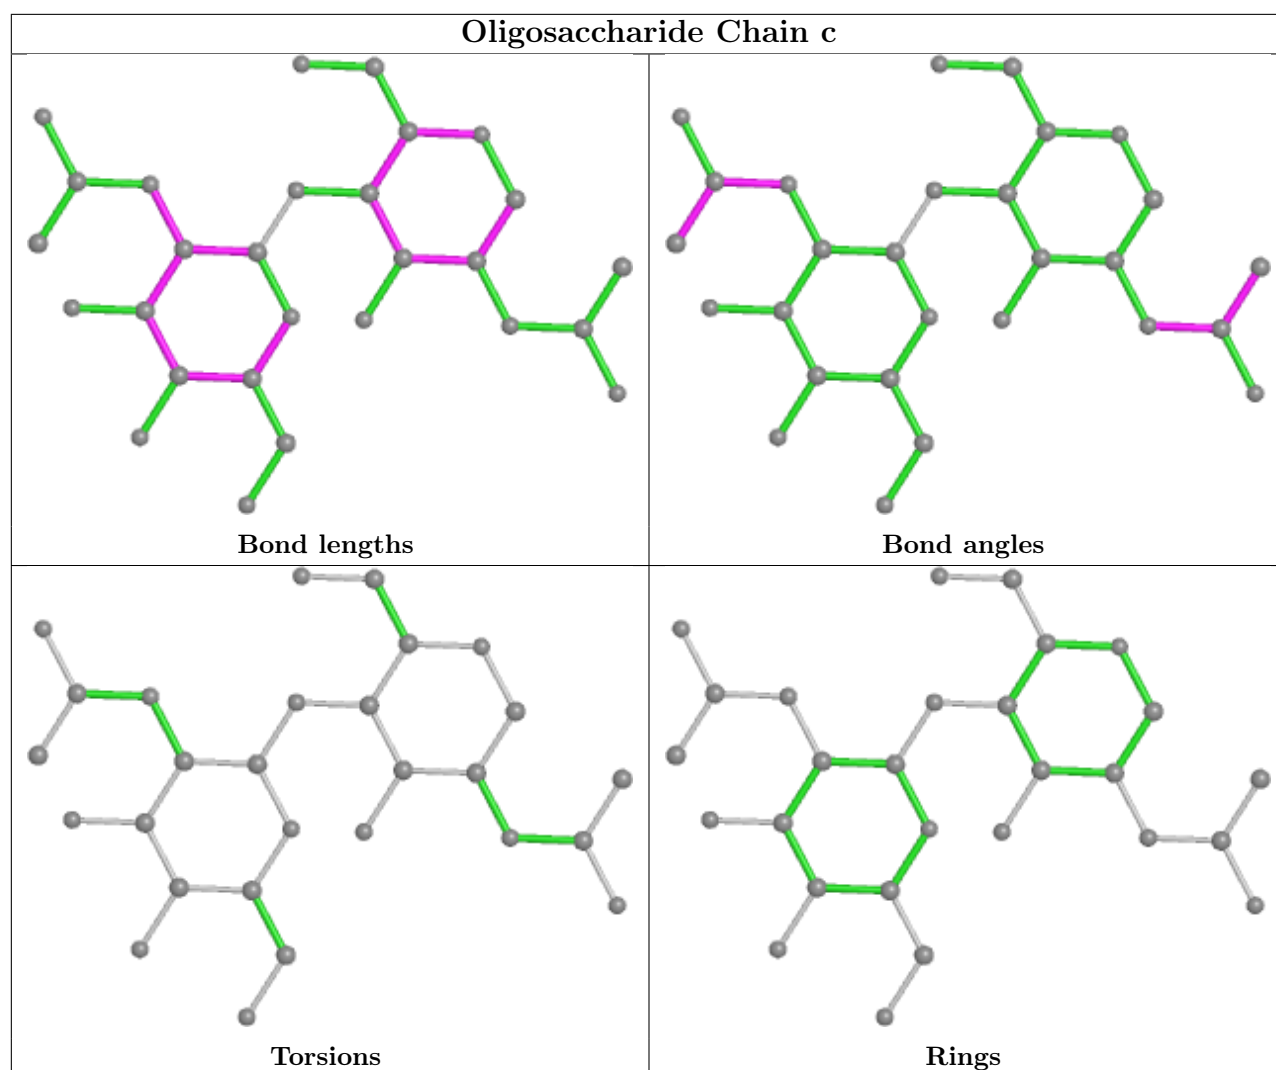 Oligosaccharide Chain c
Bond lengths
Bond angles
Torsions
Rings